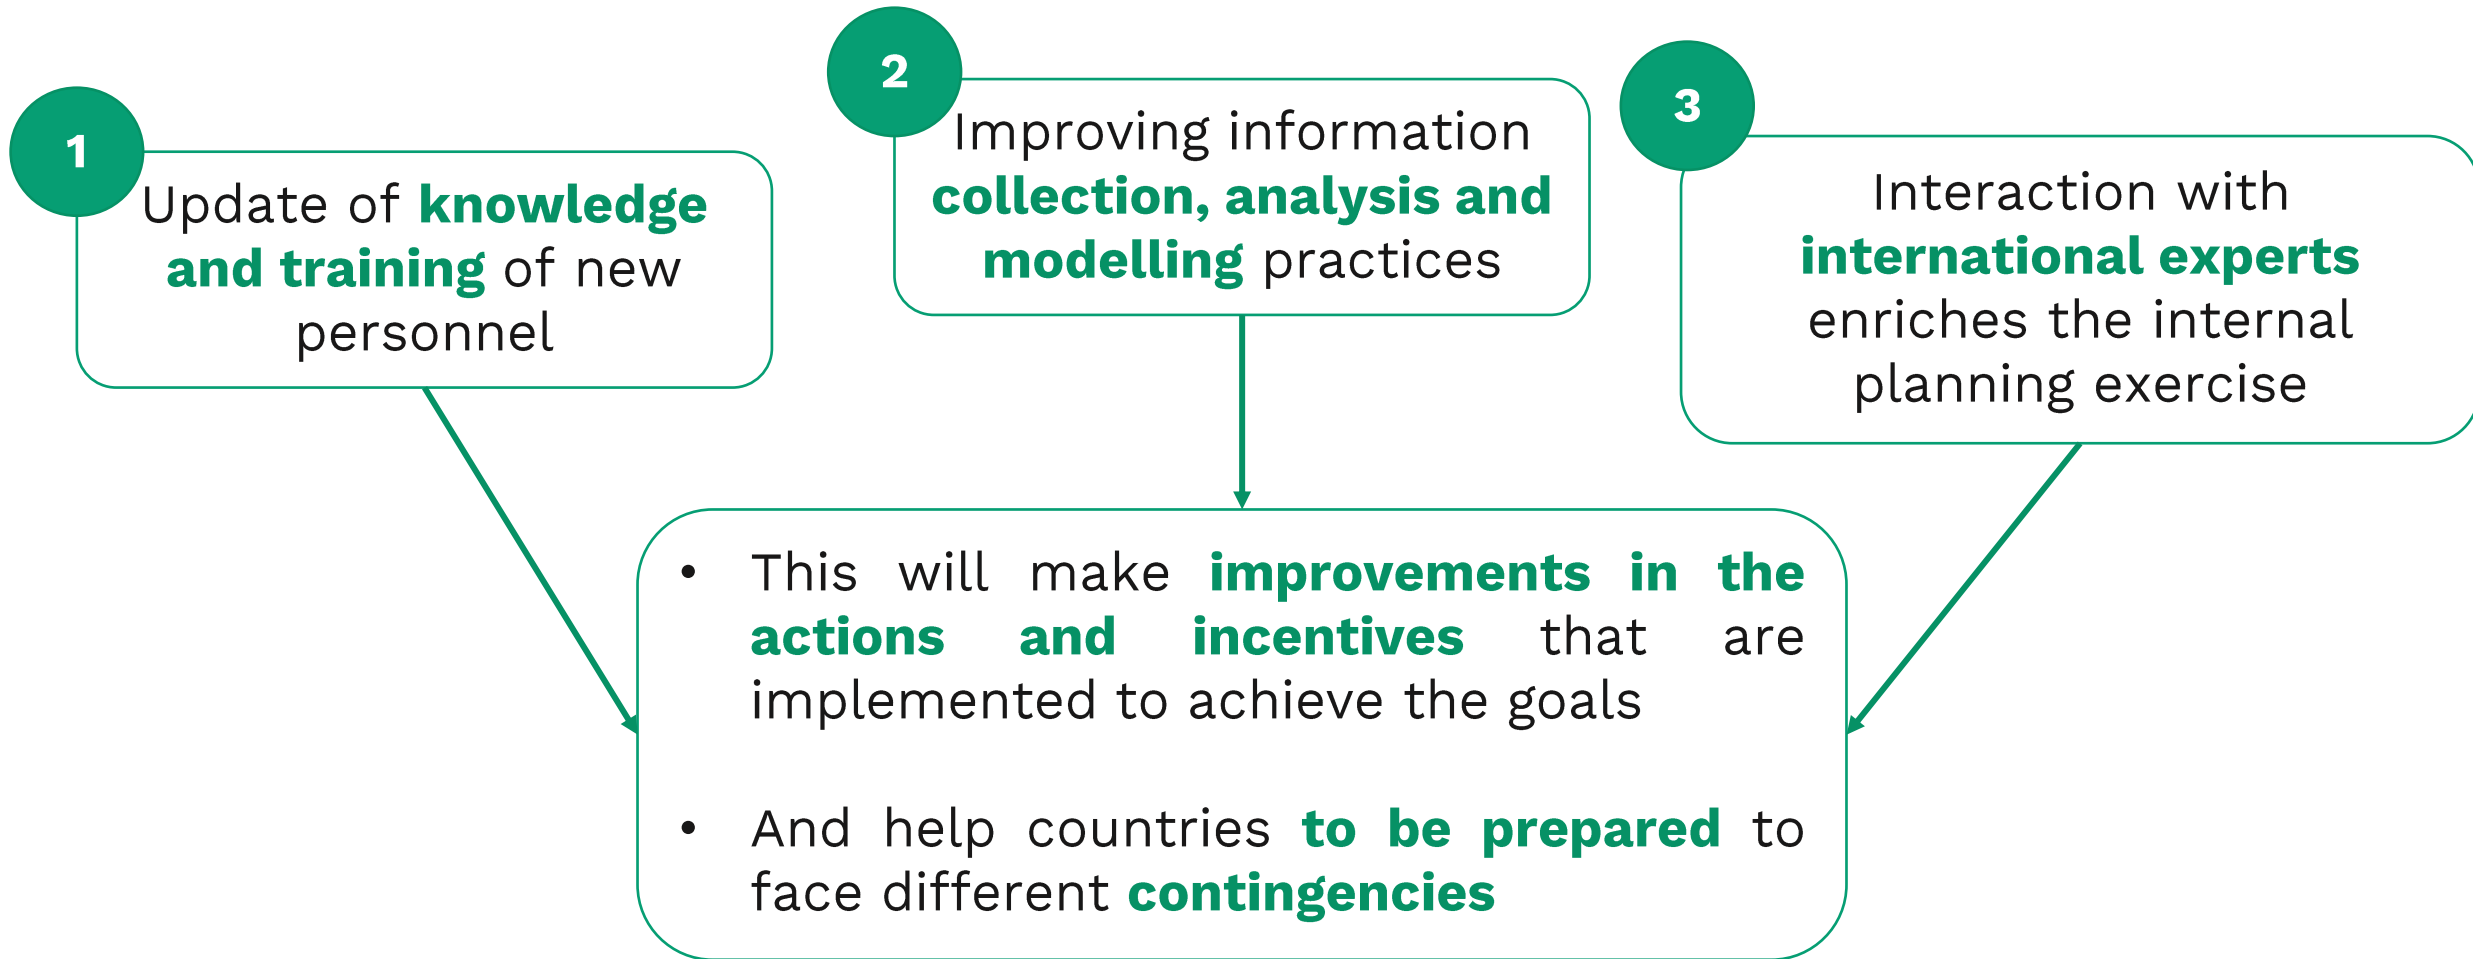 1
Update of knowledge
and training of new
personnel
2
Improving information
collection, analysis and
modelling practices
3
Interaction with
international experts
enriches the internal
planning exercise
• This will make improvements in the
actions and incentives that are
implemented to achieve the goals
• And help countries to be prepared to
face different contingencies